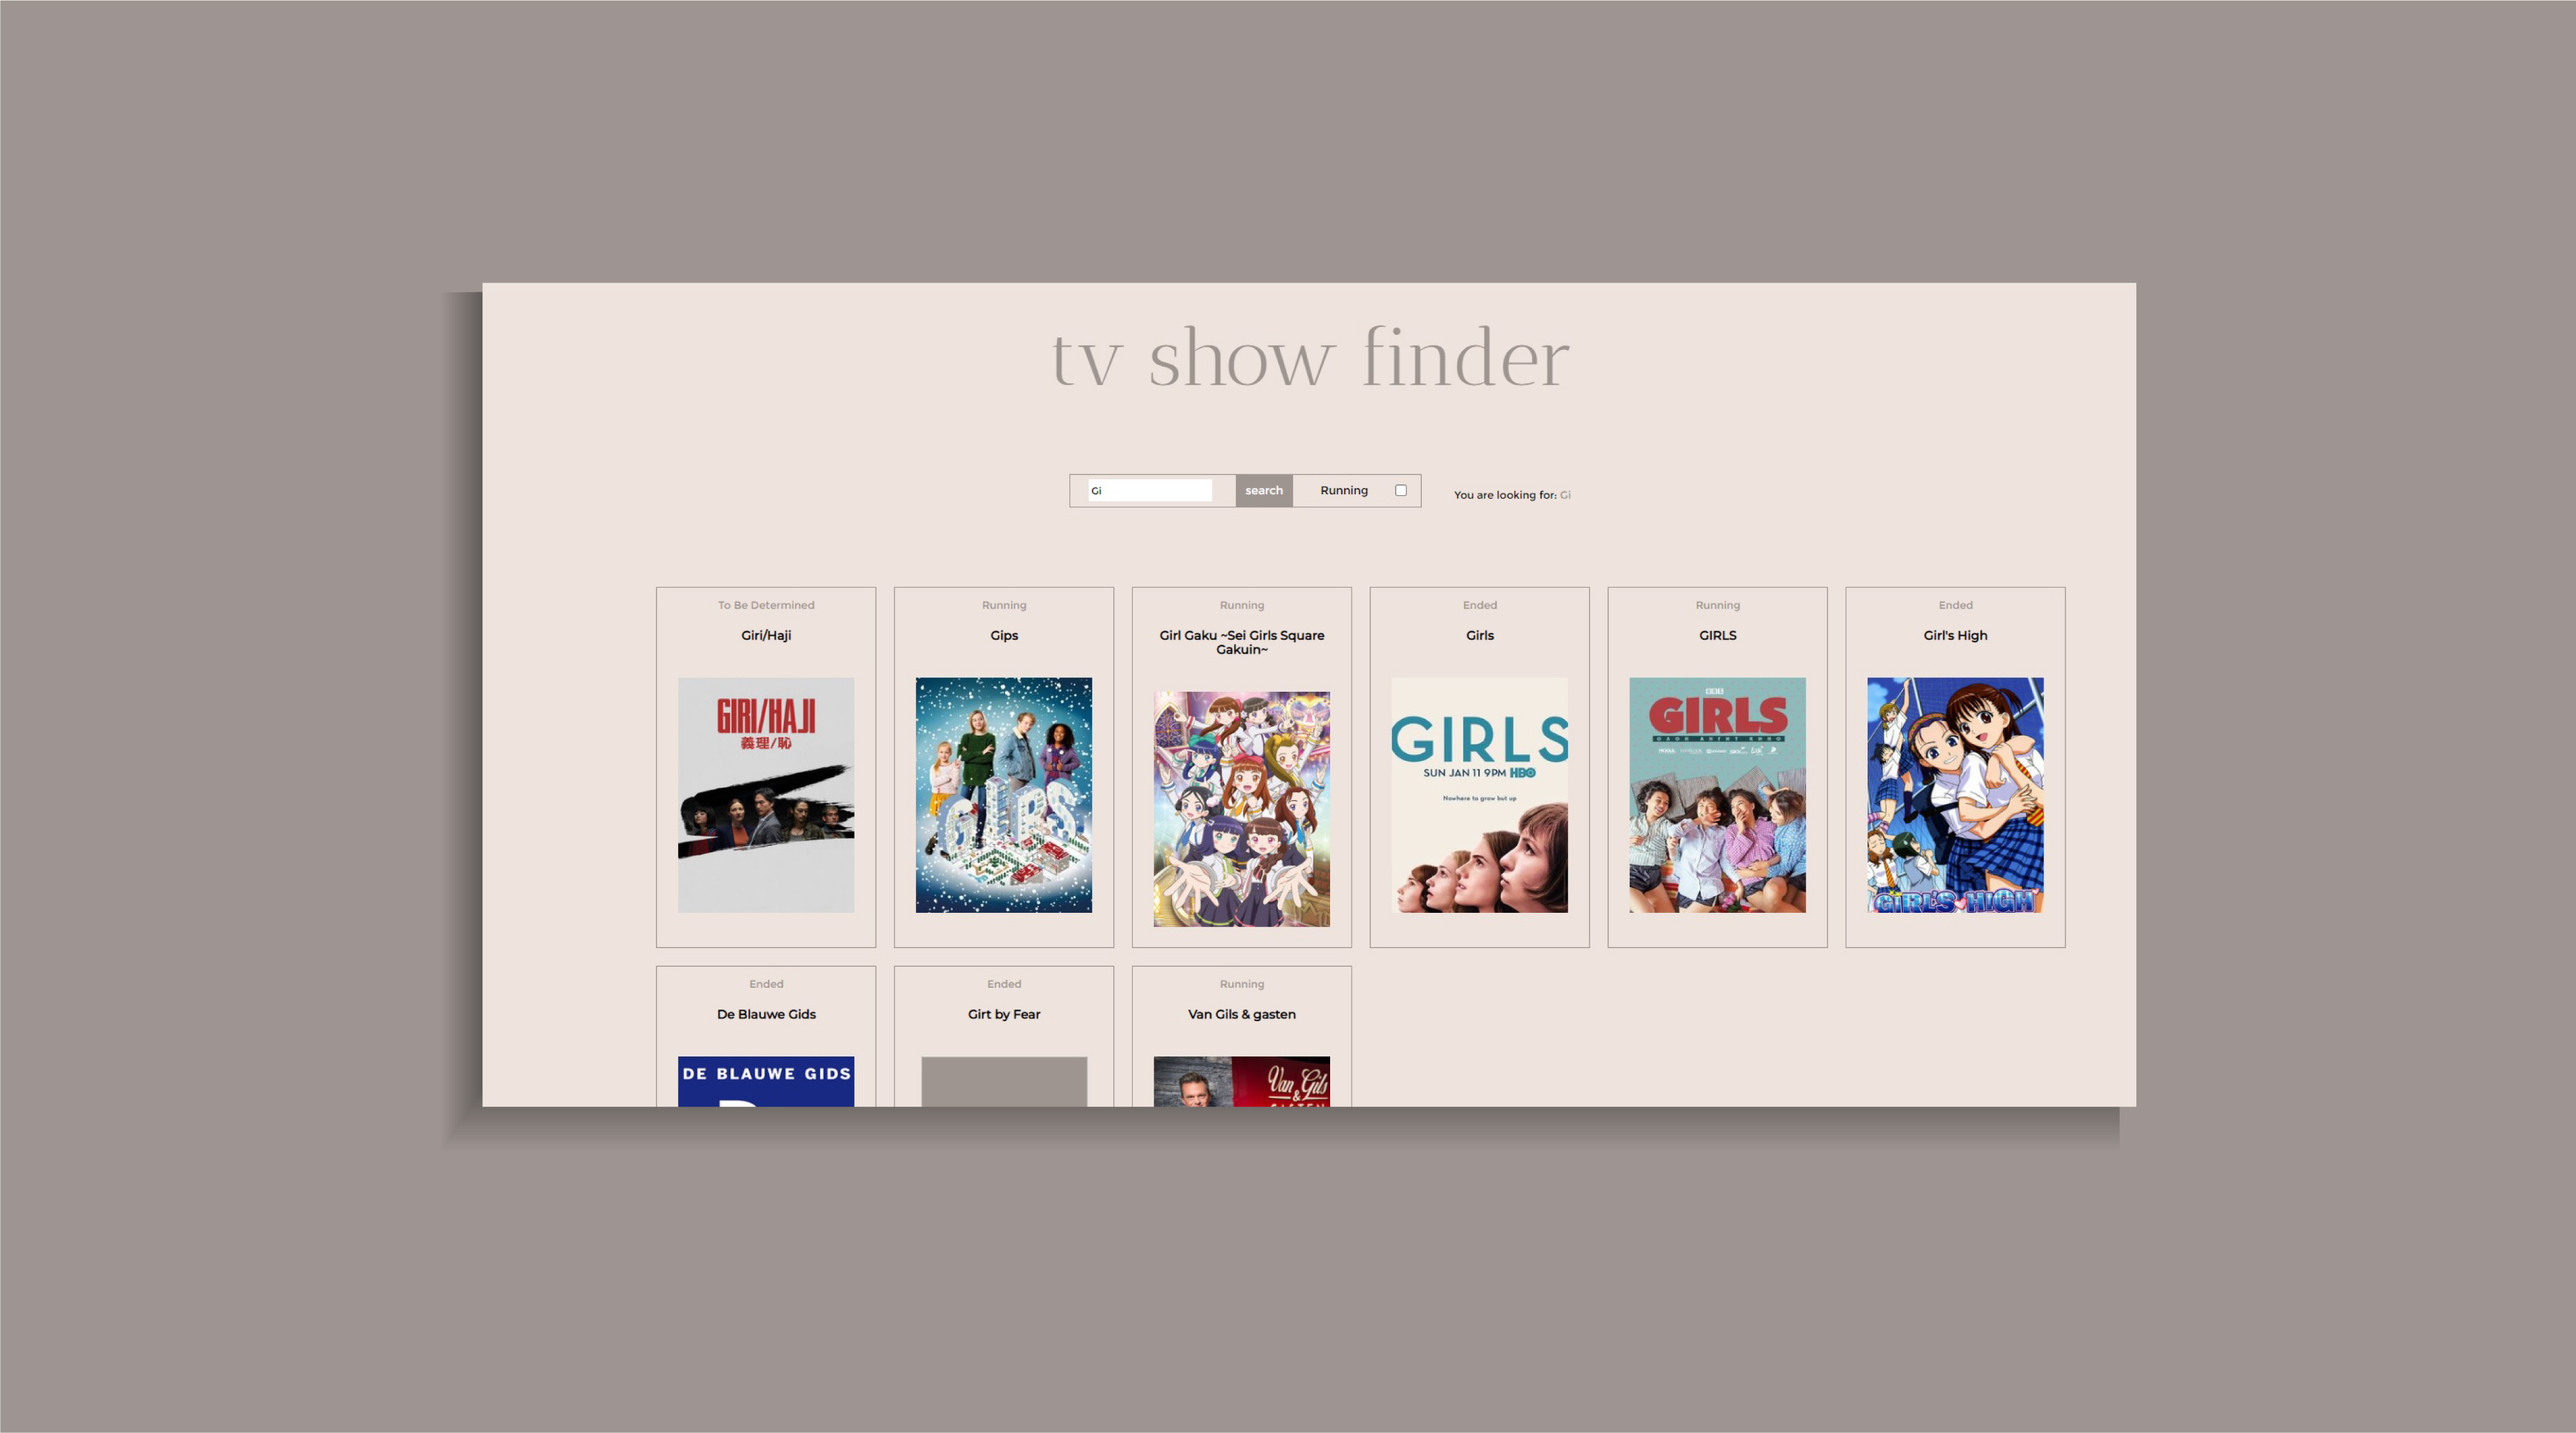 tv show finder
Gi
search
Running
You are looking for: Gi
To Be Determined
Giri/Haji
GIRI/HAJI
義理/恥
Running
Gips
GIPS
Running
Girl Gaku ~Sei Girls Square
Gakuin~
Ended
Girls
GIRLS
SUN JAN 11 9PM HBO
Nowhere to grow but up
Running
GIRLS
GIRLS
Ended
Girl's High
GIRL'S HIGH
Ended
De Blauwe Gids
DE BLAUWE GIDS
Ended
Girt by Fear
Running
Van Gils & gasten
Van Gils
&